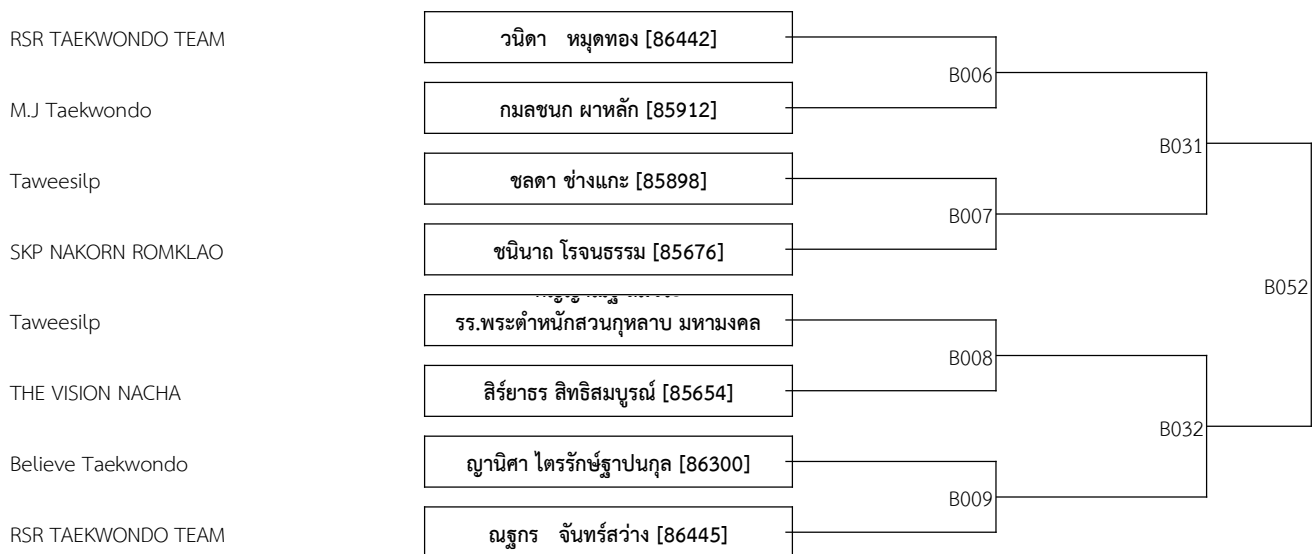 RSR TAEKWONDO TEAM
วนิดา หมุดทอง [86442]
B006
M.J Taekwondo
กมลชนก ผาหลัก [85912]
B031
Taweesilp
ชลดา ช่างแกะ [85898]
B007
SKP NAKORN ROMKLAO
ชนินาถ โรจนธรรม [85676]
B052
Taweesilp
รร.พระตำหนักสวนกุหลาบ มหามงคล
B008
THE VISION NACHA
สิร์ยาธร สิทธิสมบูรณ์ [85654]
B032
Believe Taekwondo
ญานิศา ไตรรักษ์ฐาปนกุล [86300]
B009
RSR TAEKWONDO TEAM
ณฐกร จันทร์สว่าง [86445]